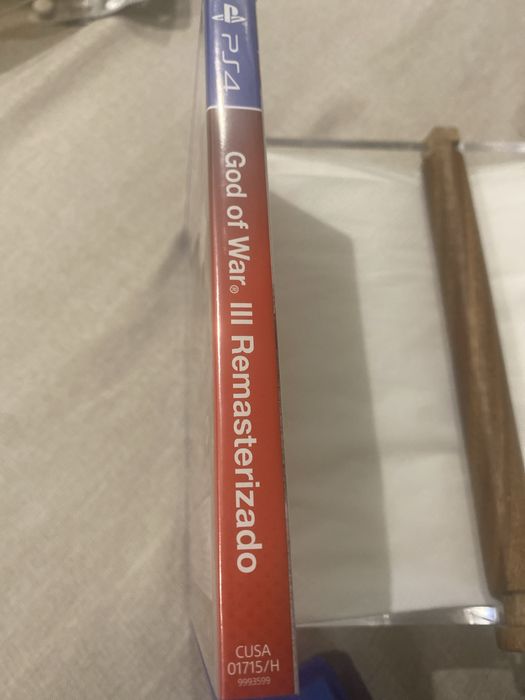 PS4
God of War® III Remasterizado
CUSA
01715/H
9993599